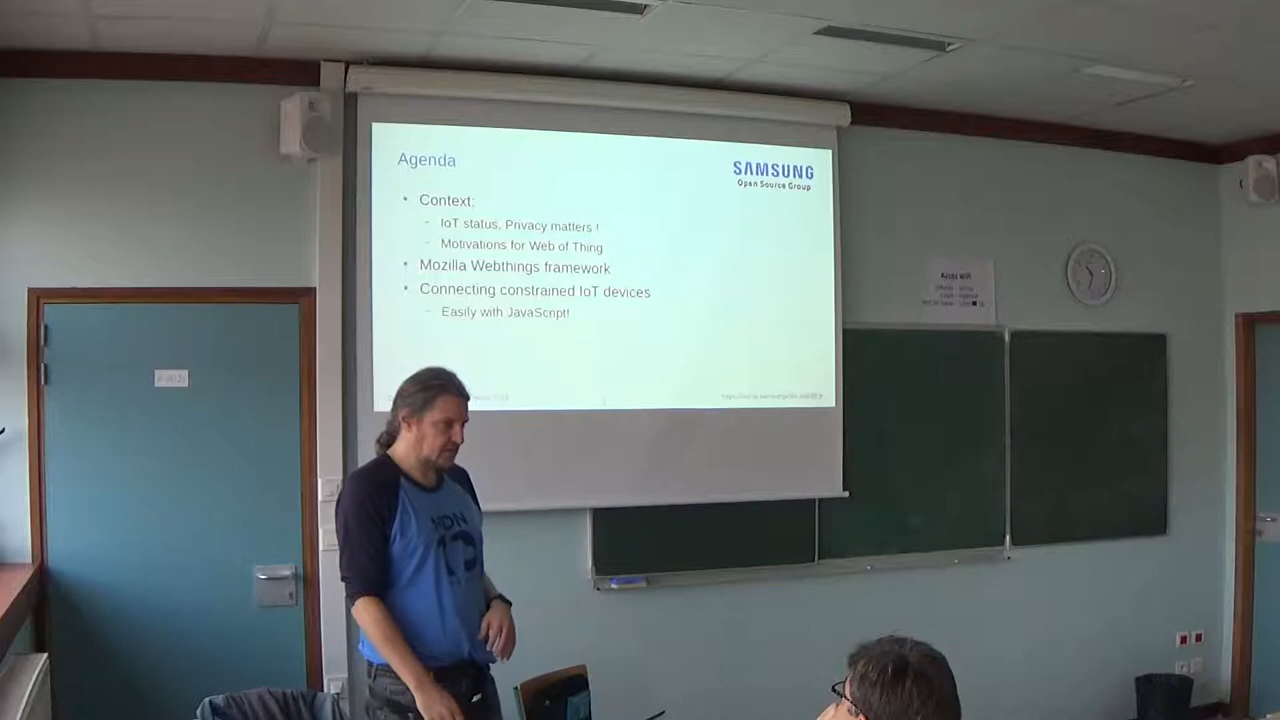 Agenda
SAMSUNG
Open Source Group
Context:
IoT status, Privacy matters !
Motivations for Web of Thing
Mozilla Webthings framework
Connecting constrained IoT devices
Easily with JavaScript!
MDN